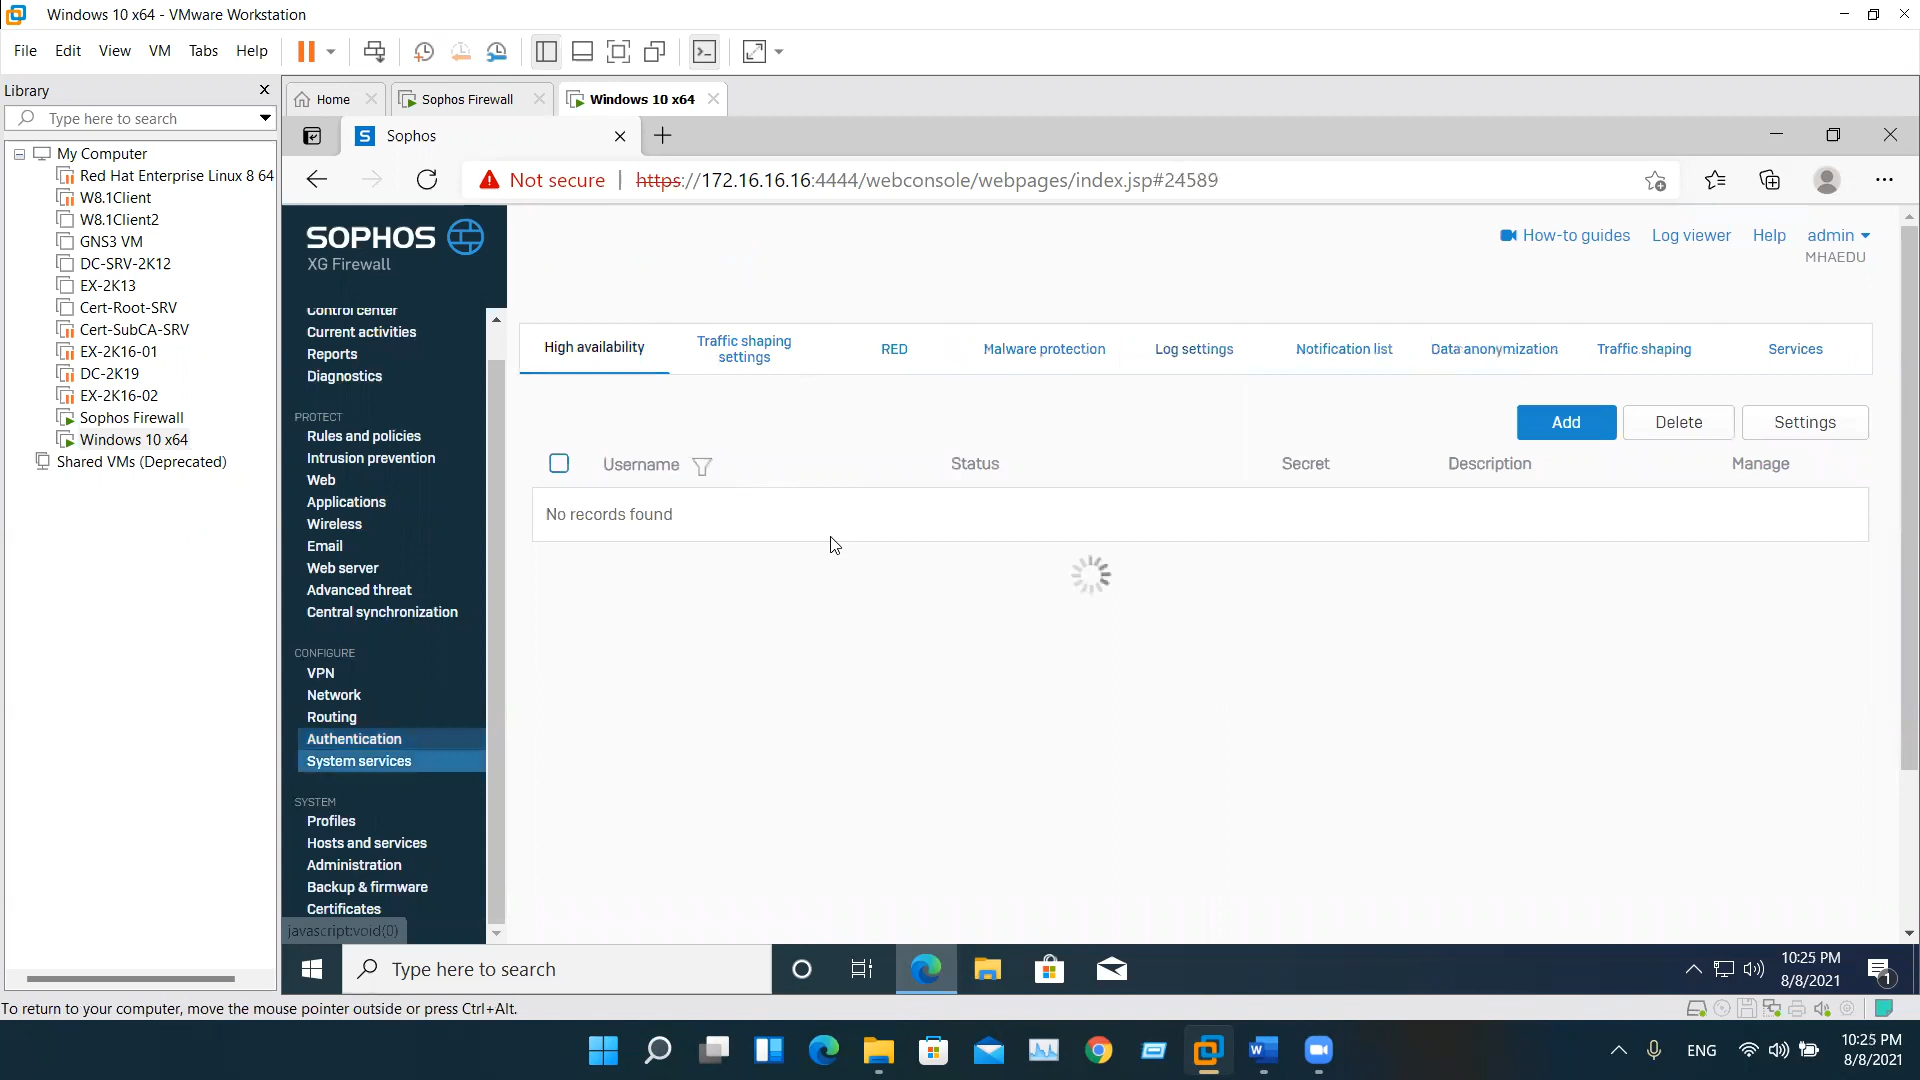 Windows 10 x64 - VMware Workstation
File Edit View VM Tabs Help
Library
Type here to search
My Computer
Red Hat Enterprise Linux 8 64
W8.1Client
W8.1Client2
GNS3 VM
DC-SRV-2K12
EX-2K13
Cert-Root-SRV
Cert-SubCA-SRV
EX-2K16-01
DC-2K19
EX-2K16-02
Sophos Firewall
Windows 10 x64
Shared VMs (Deprecated)
Home Sophos Firewall Windows 10 x64
S Sophos
Not secure | https://172.16.16.16:4444/webconsole/webpages/index.jsp#24589
SOPHOS
XG Firewall
How-to guides Log viewer Help admin
MHAEDU
Control center
Current activities
Reports
Diagnostics
PROTECT
Rules and policies
Intrusion prevention
Web
Applications
Wireless
Email
Web server
Advanced threat
Central synchronization
CONFIGURE
VPN
Network
Routing
Authentication
System services
SYSTEM
Profiles
Hosts and services
Administration
Backup & firmware
Certificates
javascript:void(0)
High availability Traffic shaping settings RED Malware protection Log settings Notification list Data anonymization Traffic shaping Services
Add Delete Settings
Username Status Secret Description Manage
No records found
Type here to search
10:25 PM
8/8/2021
1
To return to your computer, move the mouse pointer outside or press Ctrl+Alt.
W
ENG
10:25 PM
8/8/2021